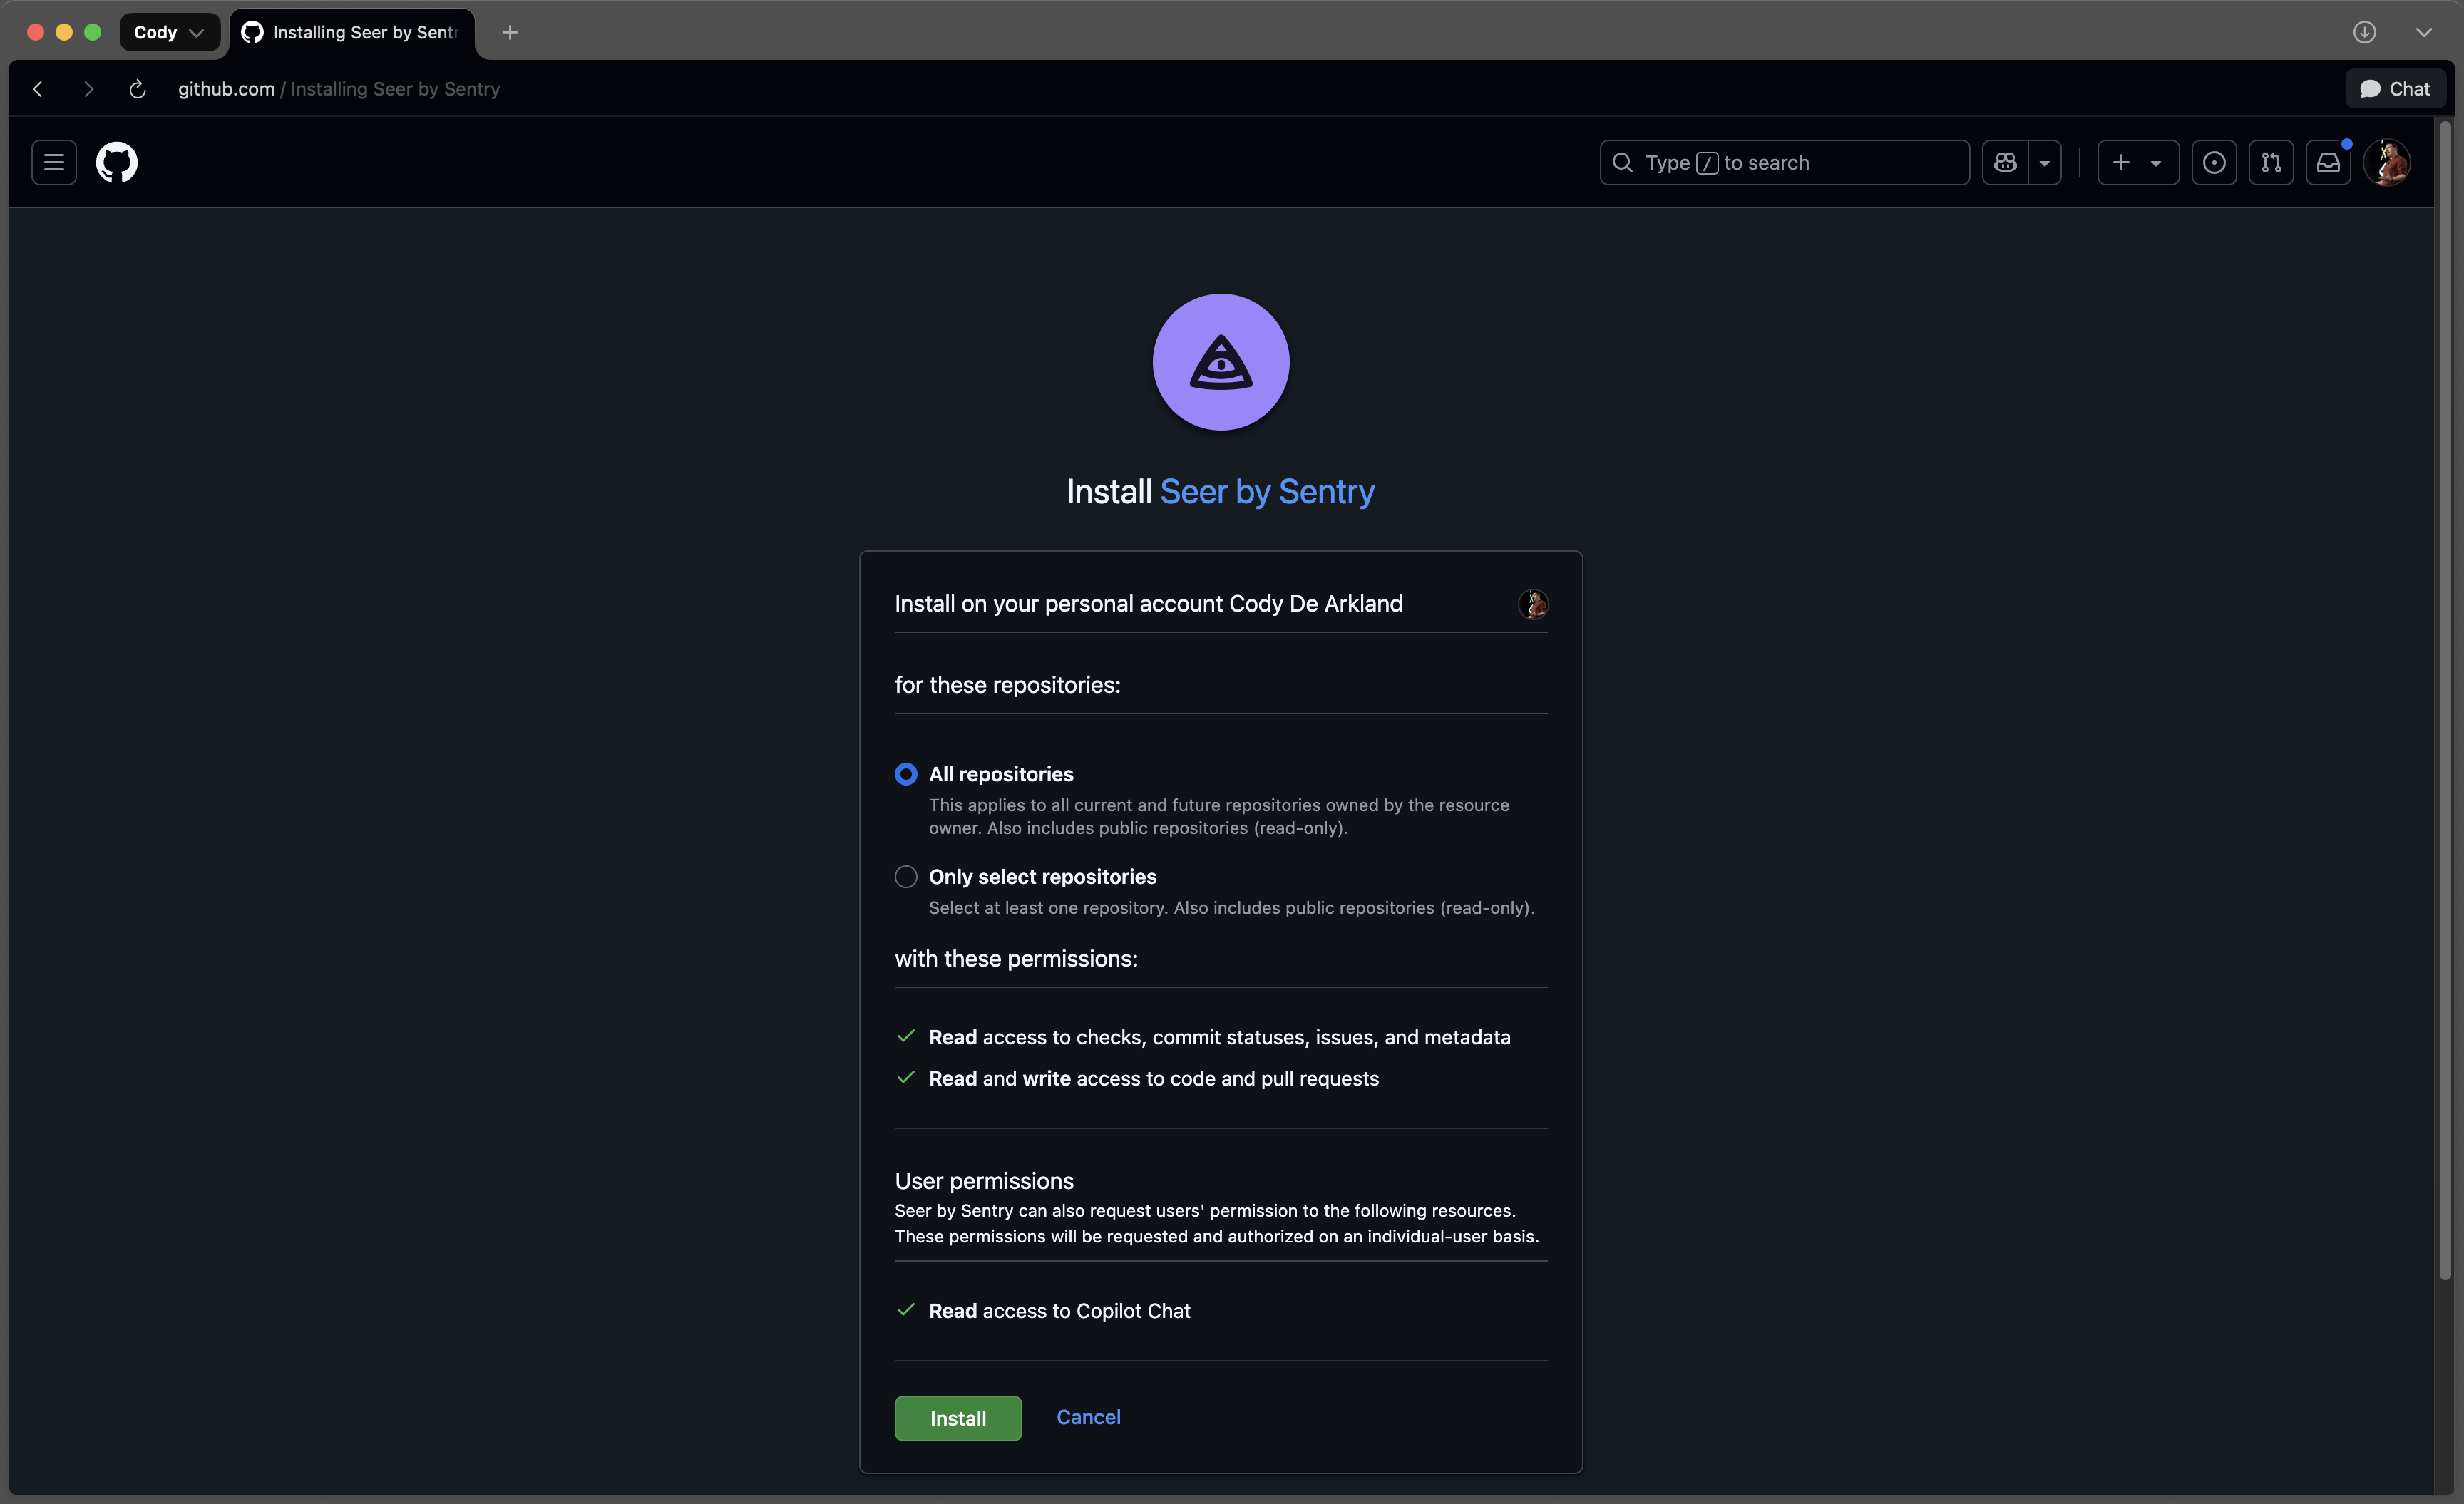 Cody
Installing Seer by Sentr
github.com / Installing Seer by Sentry
Chat
Type / to search
Install Seer by Sentry
Install on your personal account Cody De Arkland
for these repositories:
All repositories
This applies to all current and future repositories owned by the resource
owner. Also includes public repositories (read-only).
Only select repositories
Select at least one repository. Also includes public repositories (read-only).
with these permissions:
Read access to checks, commit statuses, issues, and metadata
Read and write access to code and pull requests
User permissions
Seer by Sentry can also request users' permission to the following resources.
These permissions will be requested and authorized on an individual-user basis.
Read access to Copilot Chat
Install
Cancel